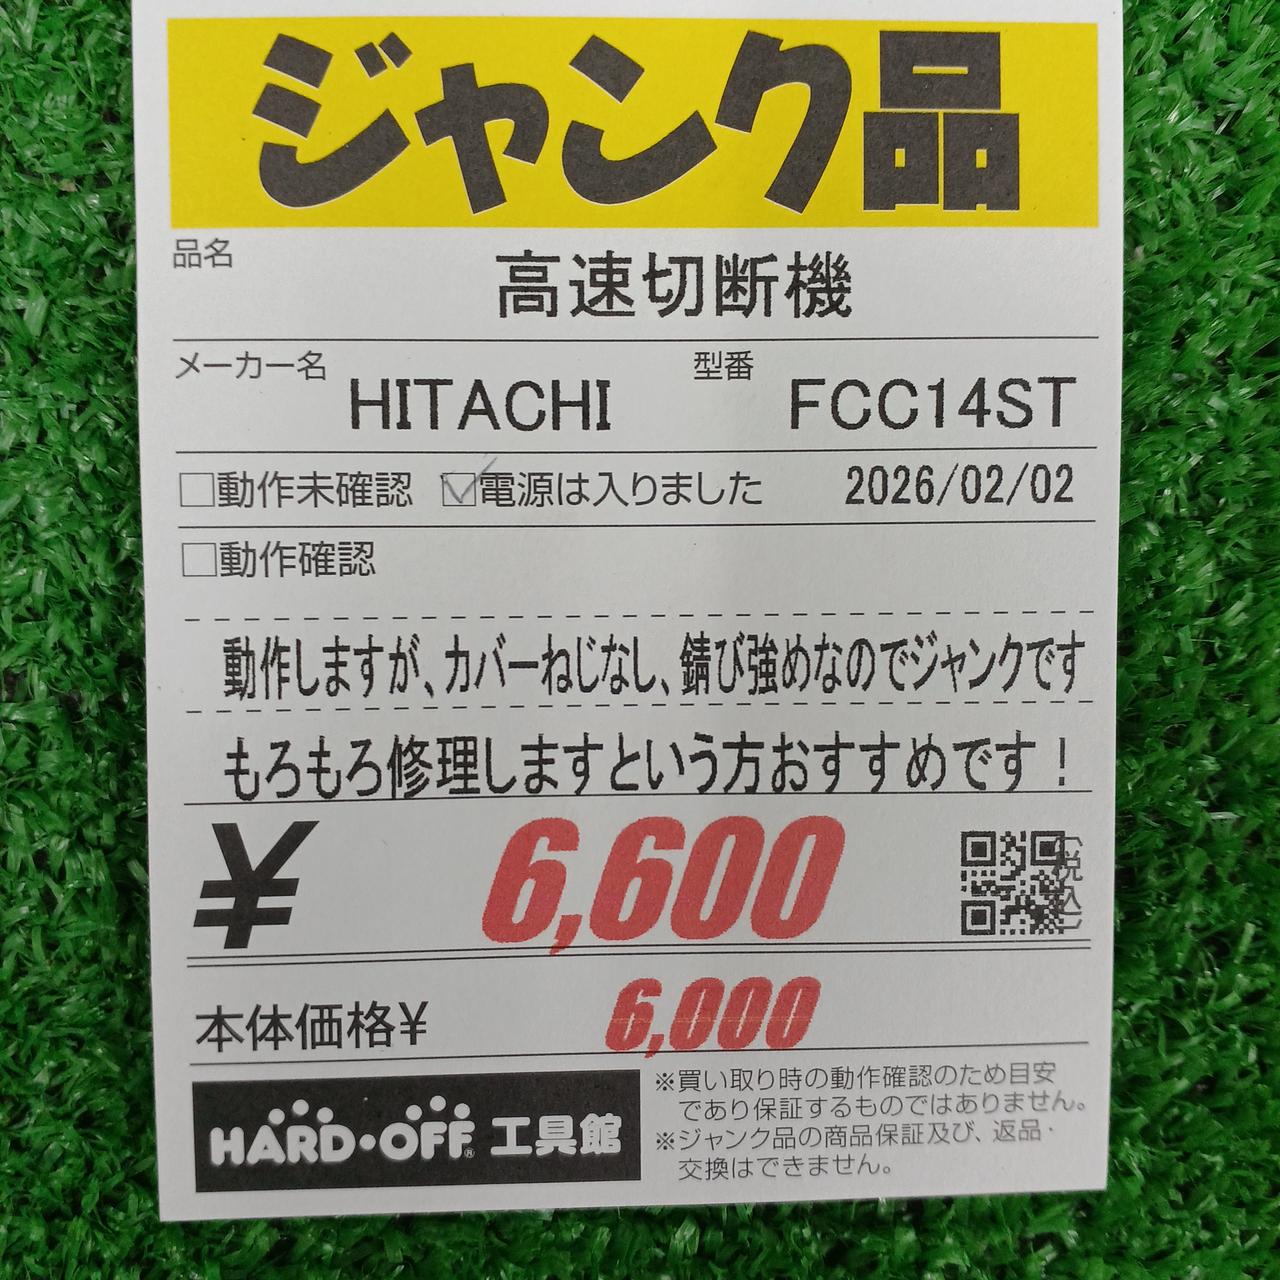 ジャンク品
品名
高速切断機
メーカー名 HITACHI 型番 FCC14ST
□動作未確認 ☑電源は入りました 2026/02/02
□動作確認
動作しますが、カバーねじなし、錆び強めなのでジャンクです
もろもろ修理しますという方おすすめです！
¥ 6,600 (税込)
本体価格¥ 6,000
HARD・OFF® 工具館
※買い取り時の動作確認のため目安
であり保証するものではありません。
※ジャンク品の商品保証及び、返品・
交換はできません。